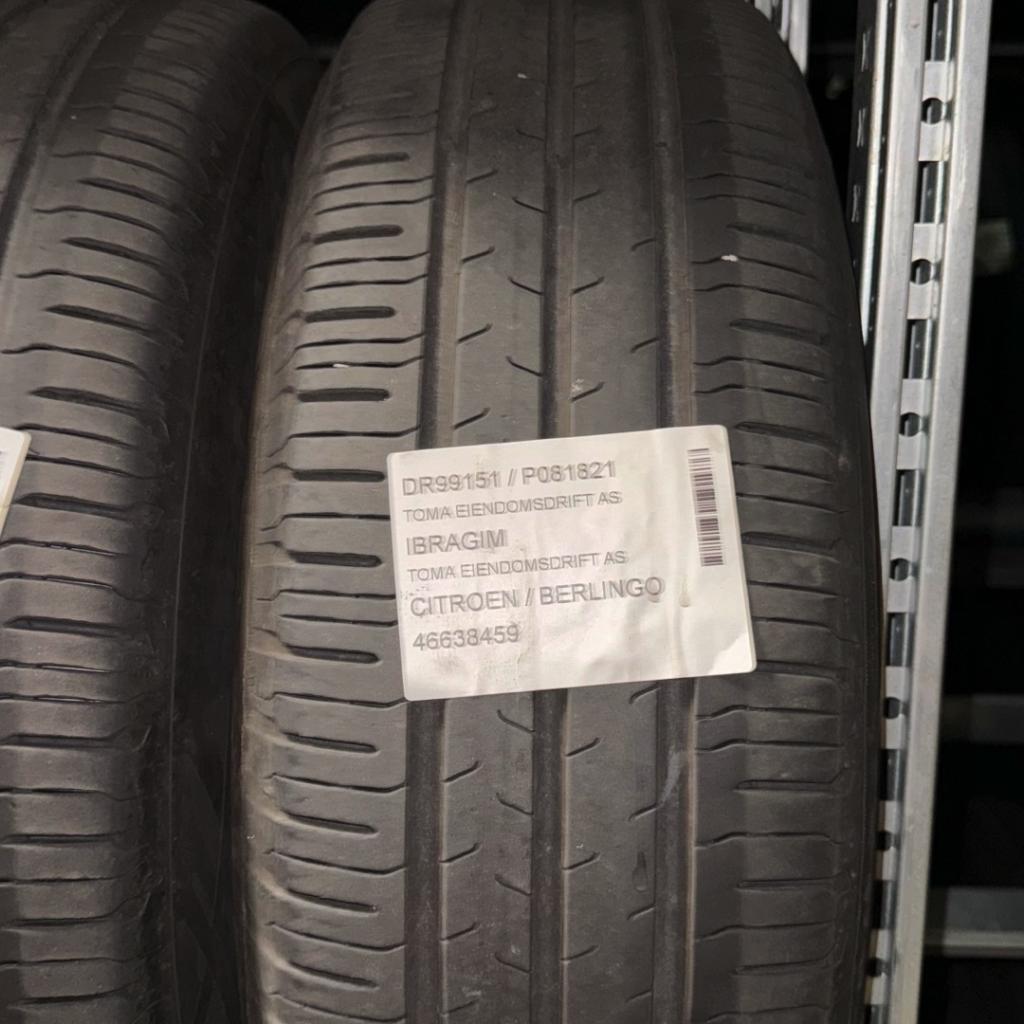 DR99151 / P081821
TOMA EIENDOMSDRIFT AS
IBRAGIM
TOMA EIENDOMSDRIFT AS
CITROEN / BERLINGO
46638459